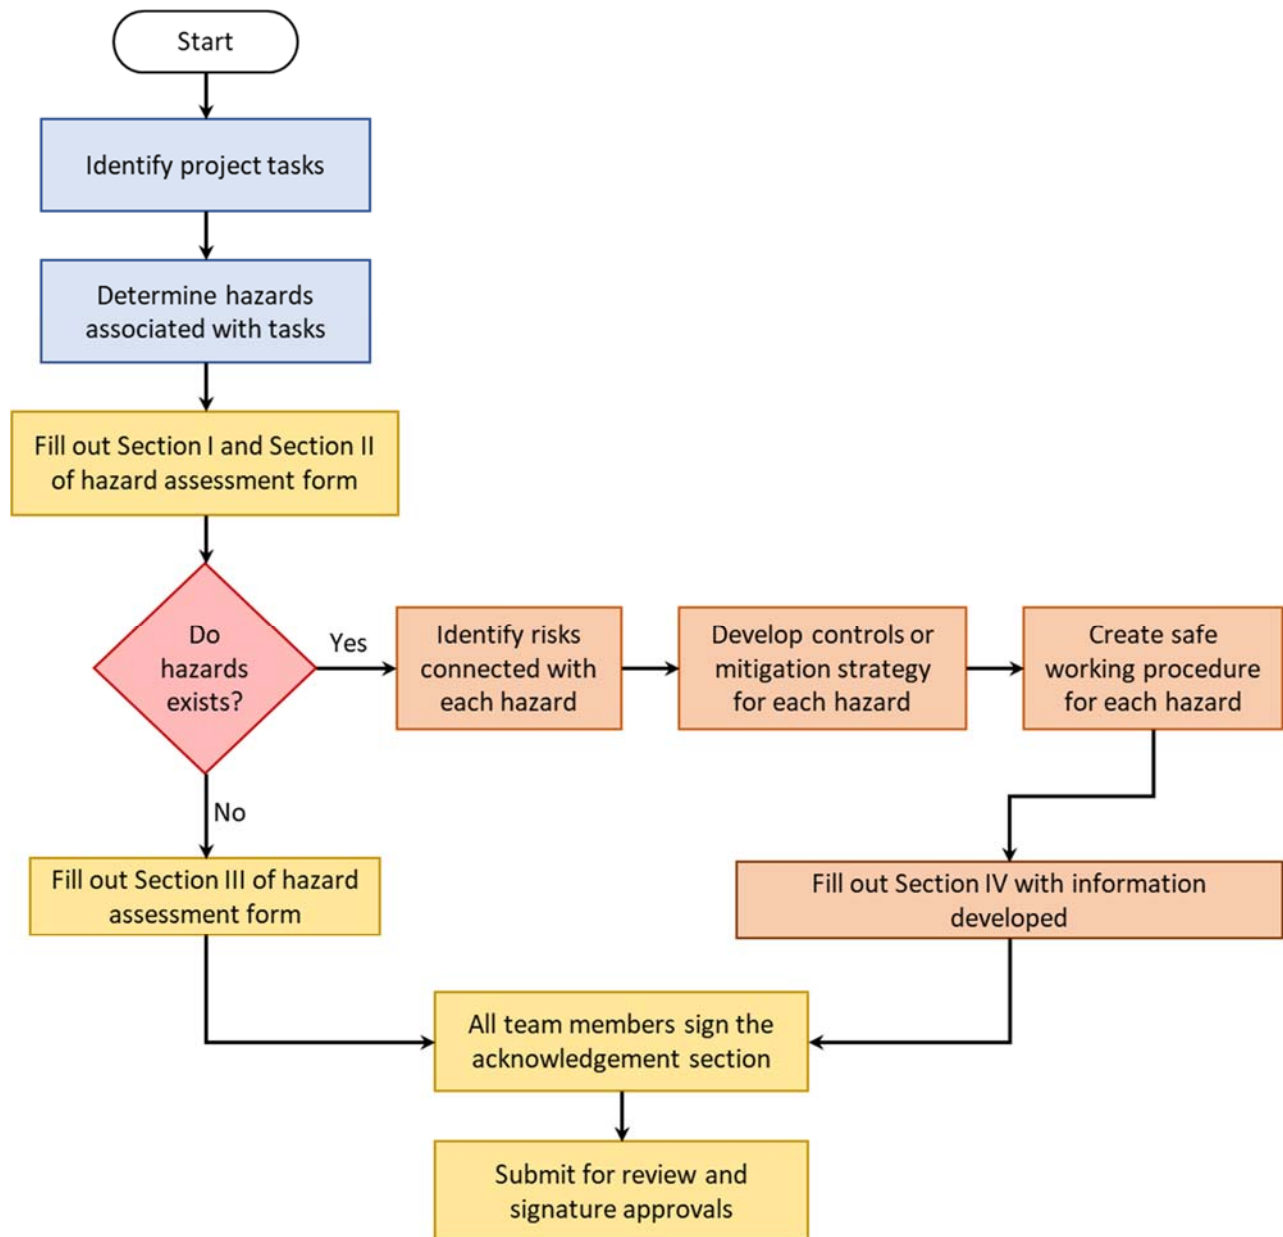 Start
Identify project tasks
Determine hazards
associated with tasks
Fill out Section I and Section II
of hazard assessment form
Do
hazards
exists?
Yes
Identify risks
connected with
each hazard
Develop controls or
mitigation strategy
for each hazard
Create safe
working procedure
for each hazard
No
Fill out Section III of hazard
assessment form
Fill out Section IV with information
developed
All team members sign the
acknowledgement section
Submit for review and
signature approvals